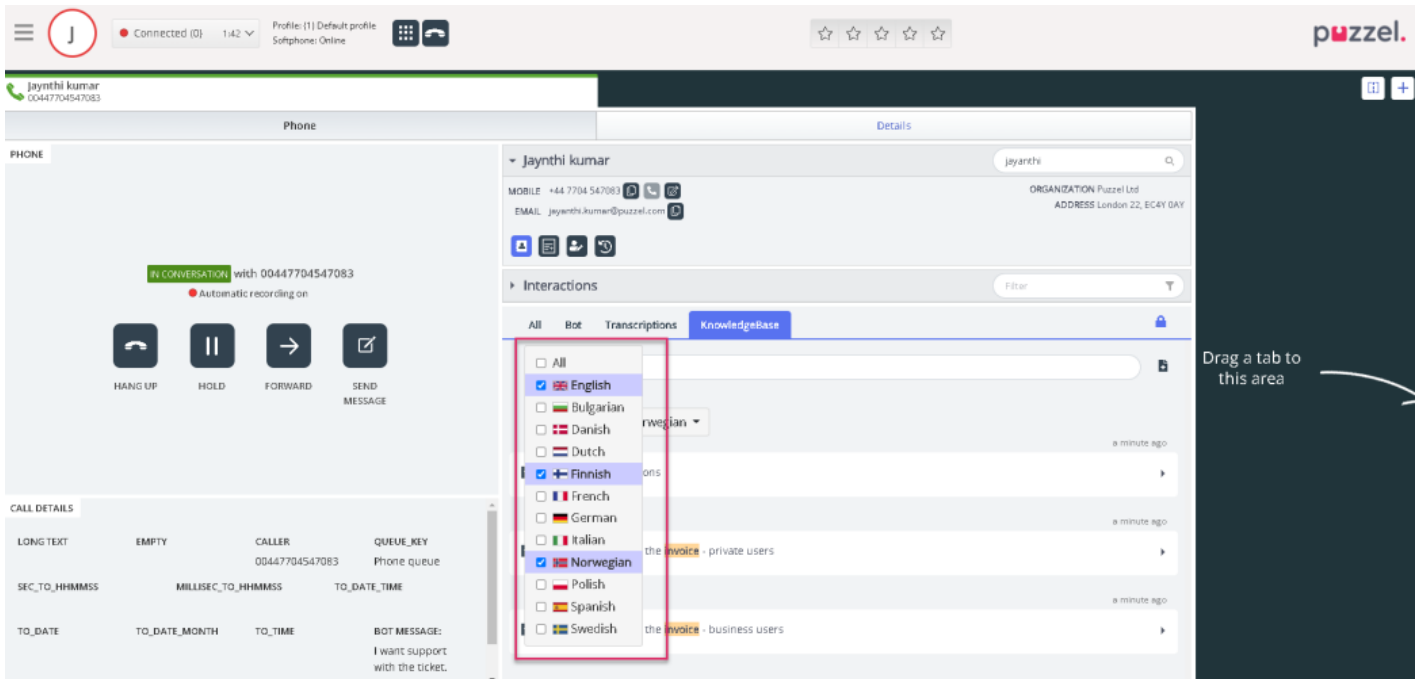 J
Connected (0) 1:42
Profile: (1) Default profile
Softphone: Online
puzzel.
Jaynthi kumar
00447704547083
Phone
Details
PHONE
IN CONVERSATION with 00447704547083
Automatic recording on
HANG UP
HOLD
FORWARD
SEND
MESSAGE
CALL DETAILS
LONG TEXT
EMPTY
CALLER
QUEUE_KEY
00447704547083
Phone queue
SEC_TO_HHMMSS
MILLISEC_TO_HHMMSS
TO_DATE_TIME
TO_DATE
TO_DATE_MONTH
TO_TIME
BOT MESSAGE:
I want support
with the ticket.
Jaynthi kumar
jayanthi
MOBILE +44 7704 547083
EMAIL jayanthi.kumar@puzzel.com
ORGANIZATION Puzzel Ltd
ADDRESS London 22, EC4Y 0AY
Interactions
Filter
All
Bot
Transcriptions
KnowledgeBase
All
English
Bulgarian
Danish
Dutch
Finnish
French
German
Italian
Norwegian
Polish
Spanish
Swedish
rwegian
a minute ago
ons
a minute ago
the invoice - private users
a minute ago
the invoice - business users
Drag a tab to
this area